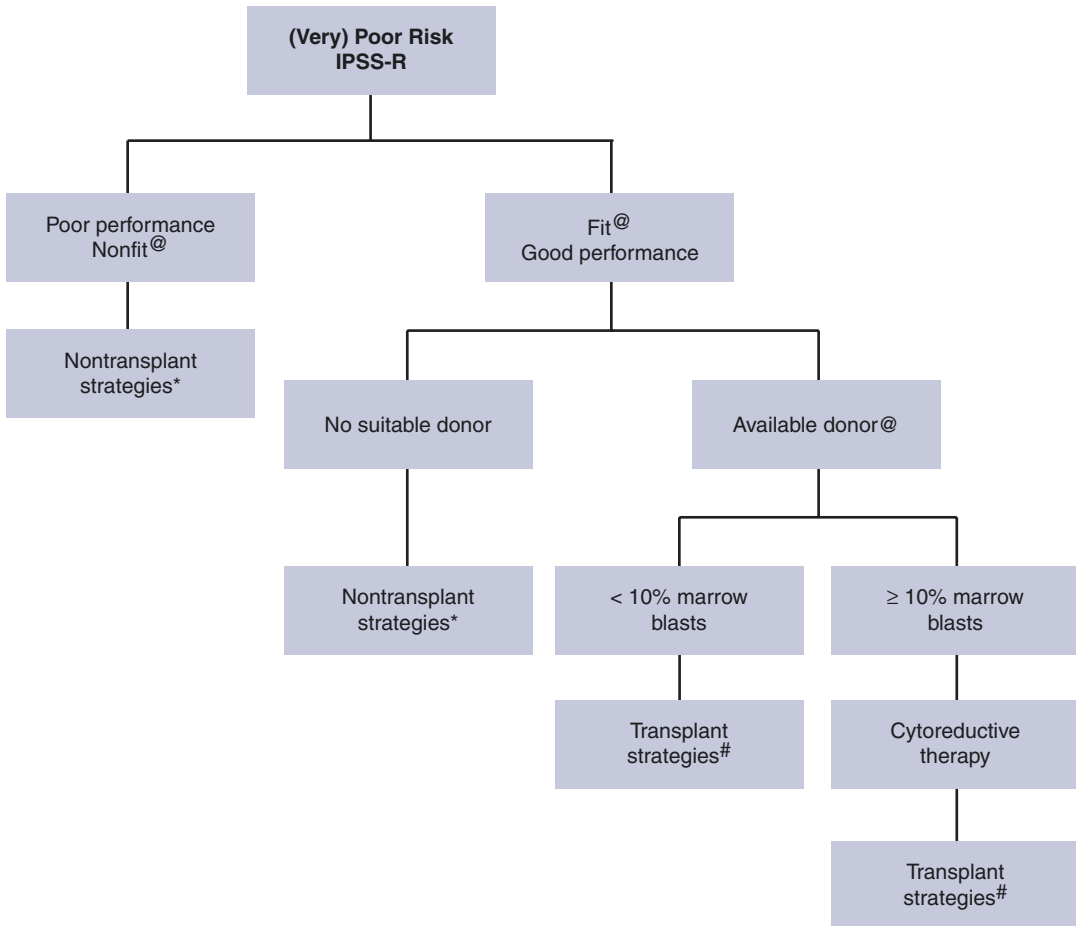 (Very) Poor Risk
IPSS-R
Poor performance
Nonfit@
Fit@
Good performance
Nontransplant
strategies*
No suitable donor
Available donor@
Nontransplant
strategies*
< 10% marrow
blasts
≥ 10% marrow
blasts
Transplant
strategies#
Cytoreductive
therapy
Transplant
strategies#